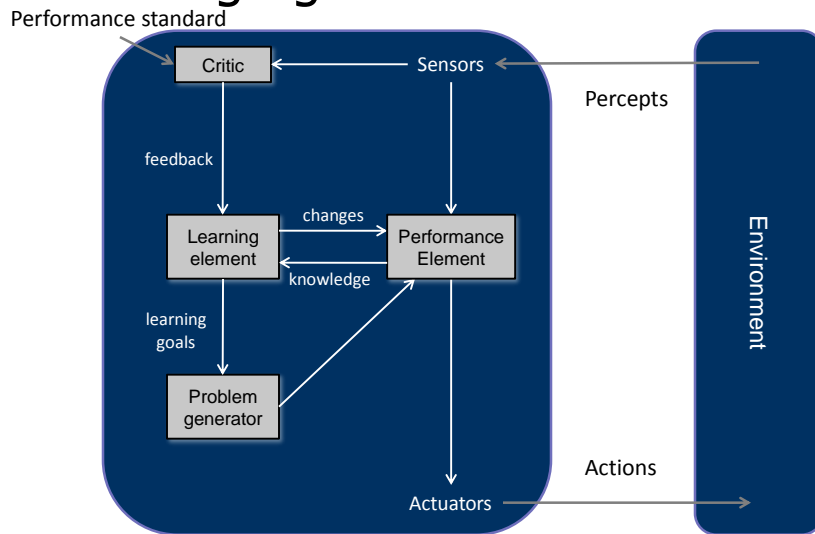 Performance standard
Critic
Sensors
Percepts
feedback
changes
Learning
element
Performance
Element
knowledge
Environment
learning
goals
Problem
generator
Actions
Actuators